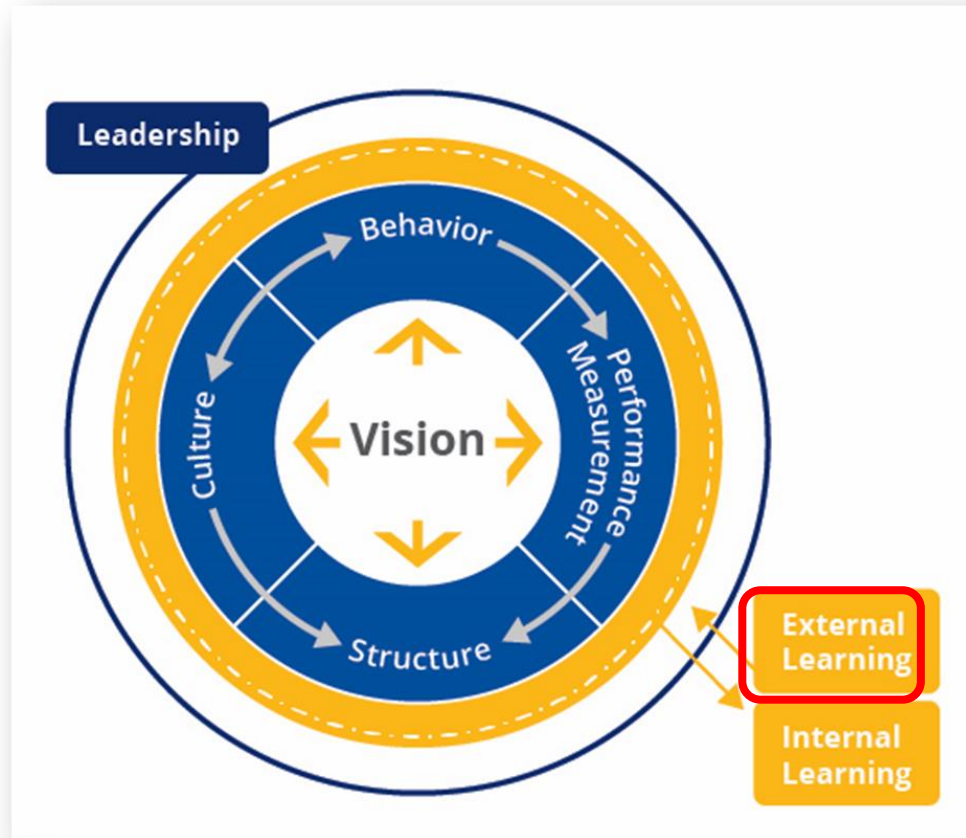 Leadership
Behavior
Performance
Measurement
Culture
Vision
Structure
External
Learning
Internal
Learning